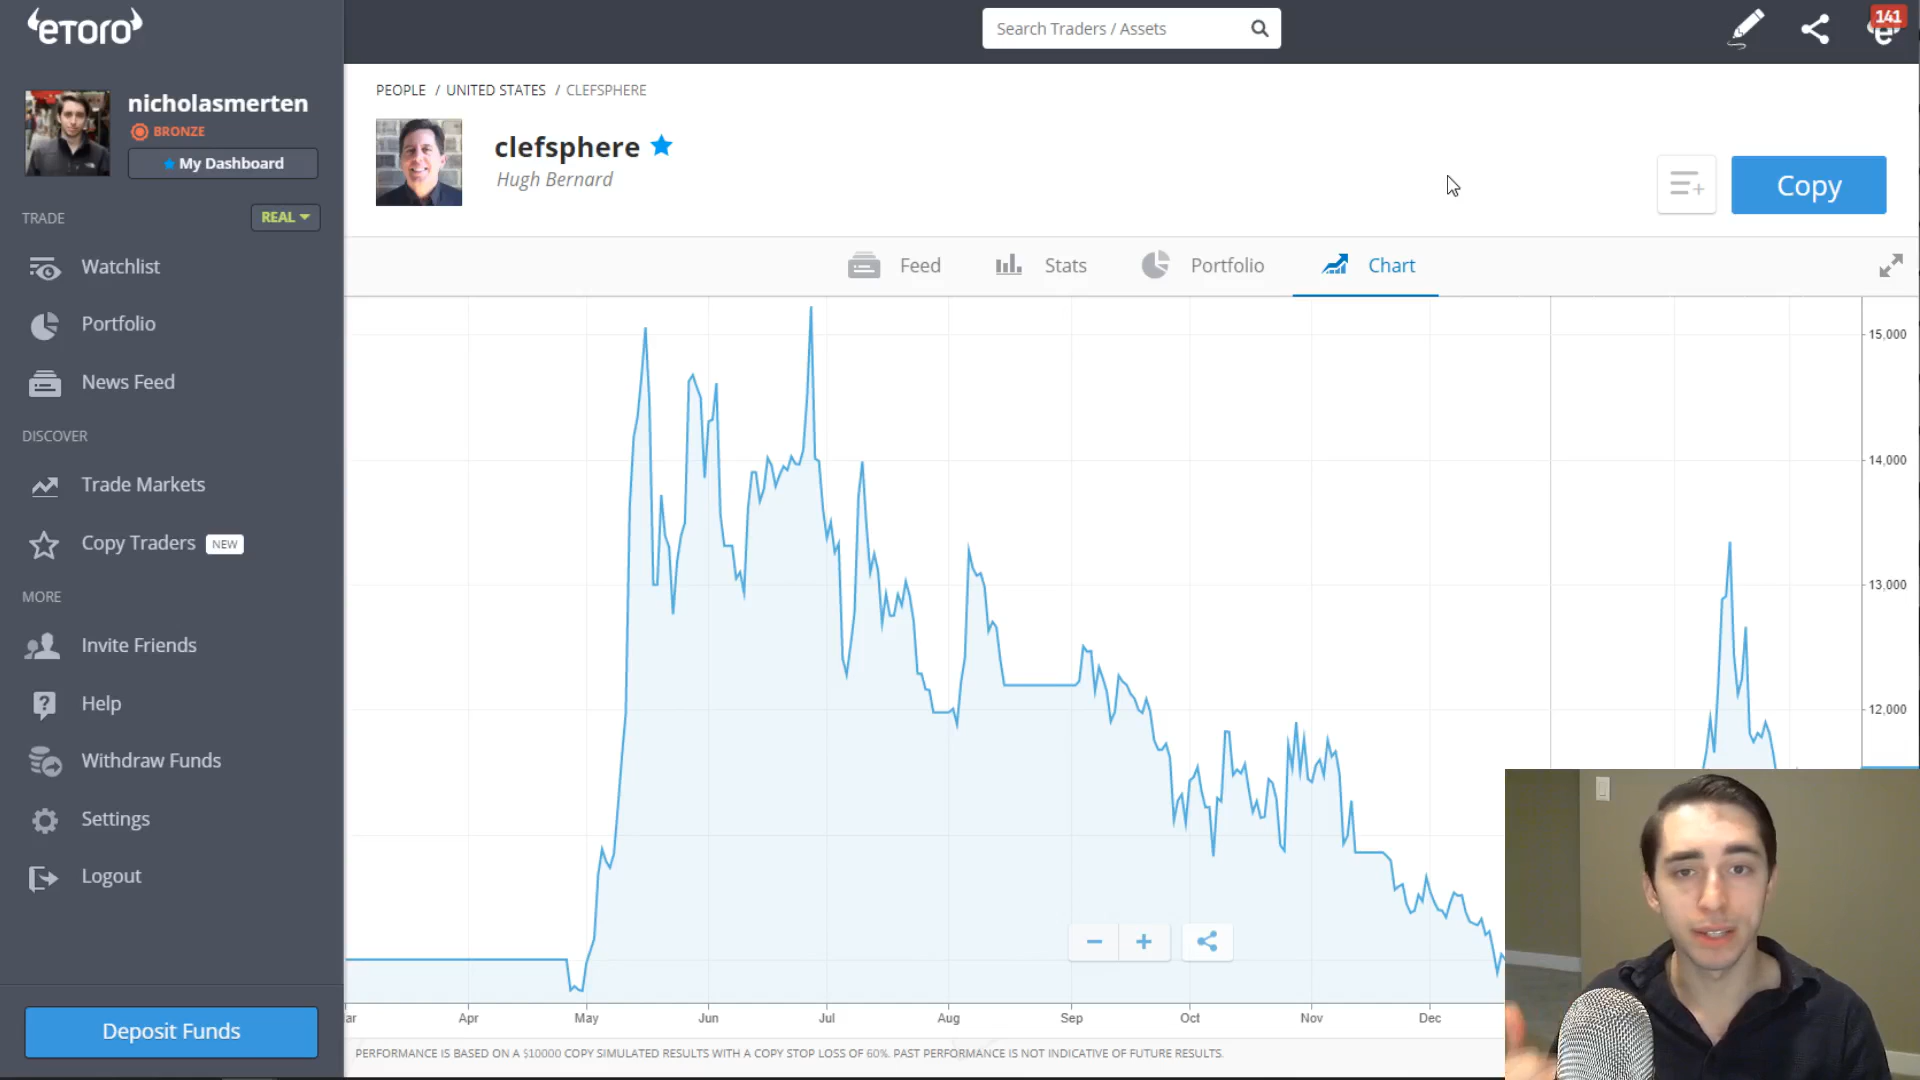 eTORO
Search Traders / Assets
141
nicholasmerten
BRONZE
My Dashboard
TRADE
REAL
Watchlist
Portfolio
News Feed
DISCOVER
Trade Markets
Copy Traders NEW
MORE
Invite Friends
Help
Withdraw Funds
Settings
Logout
Deposit Funds
PEOPLE / UNITED STATES / CLEFSPHERE
clefsphere
Hugh Bernard
Copy
Feed
Stats
Portfolio
Chart
15,000
14,000
13,000
12,000
ar Apr May Jun Jul Aug Sep Oct Nov Dec
PERFORMANCE IS BASED ON A $10000 COPY SIMULATED RESULTS WITH A COPY STOP LOSS OF 60%. PAST PERFORMANCE IS NOT INDICATIVE OF FUTURE RESULTS.